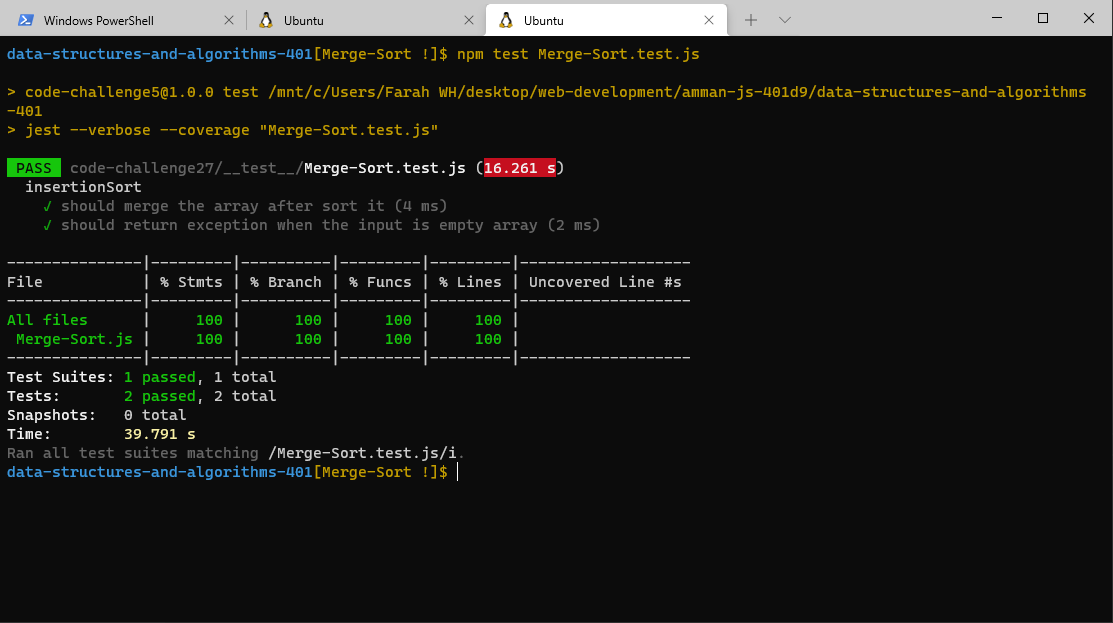 Windows PowerShell
Ubuntu
Ubuntu
data-structures-and-algorithms-401[Merge-Sort !]$ npm test Merge-Sort.test.js
> code-challenge5@1.0.0 test /mnt/c/Users/Farah WH/desktop/web-development/amman-js-401d9/data-structures-and-algorithms
-401
> jest --verbose --coverage "Merge-Sort.test.js"
PASS code-challenge27/__test__/Merge-Sort.test.js (16.261 s)
insertionSort
✓ should merge the array after sort it (4 ms)
✓ should return exception when the input is empty array (2 ms)
---------------|---------|----------|---------|---------|-------------------
File           | % Stmts | % Branch | % Funcs | % Lines | Uncovered Line #s
---------------|---------|----------|---------|---------|-------------------
All files      |     100 |      100 |     100 |     100 |
 Merge-Sort.js |     100 |      100 |     100 |     100 |
---------------|---------|----------|---------|---------|-------------------
Test Suites: 1 passed, 1 total
Tests:       2 passed, 2 total
Snapshots:   0 total
Time:        39.791 s
Ran all test suites matching /Merge-Sort.test.js/i.
data-structures-and-algorithms-401[Merge-Sort !]$